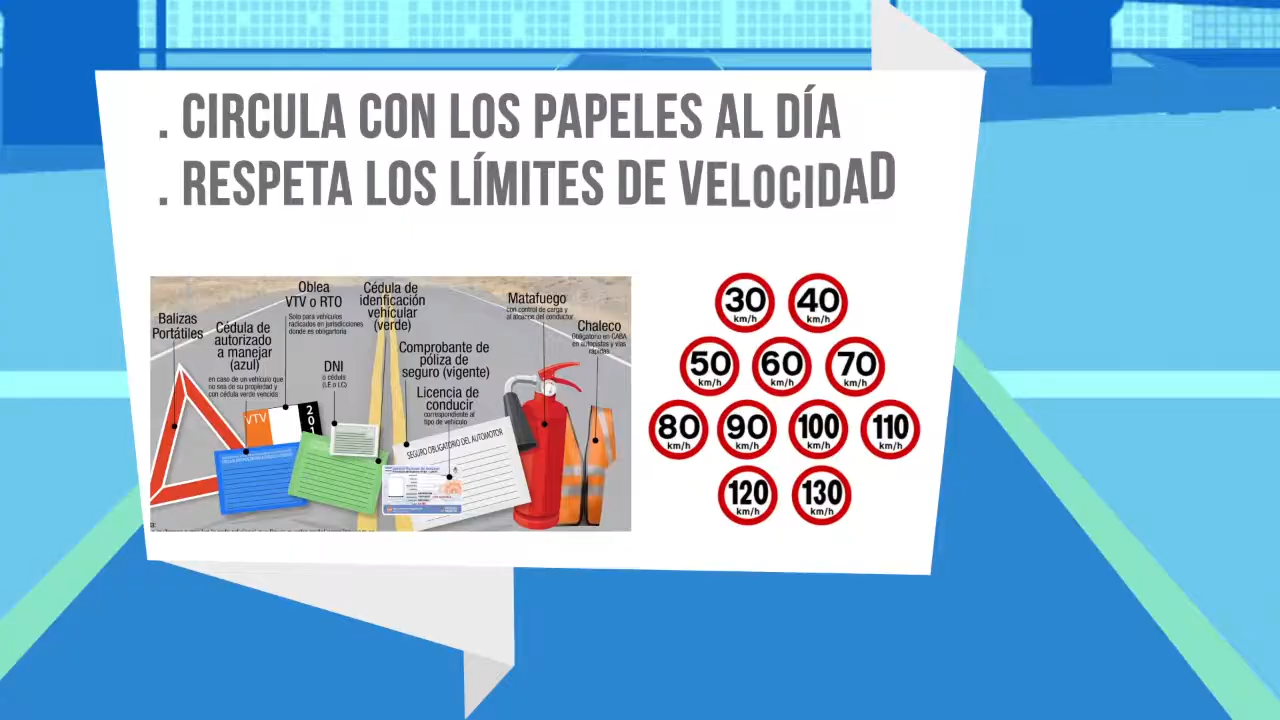 . CIRCULA CON LOS PAPELES AL DÍA
. RESPETA LOS LÍMITES DE VELOCIDAD
Balizas
Portátiles
Cédula de
autorizado
a manejar
(azul)
en caso de un vehículo que
no sea de su propiedad y
con cédula verde vencida
Oblea
VTV o RTO
Solo para vehículos
radicados en jurisdicciones
donde es obligatoria
DNI
o cédula
(LE o LC)
Cédula de
idenficación
vehicular
(verde)
Comprobante de
póliza de
seguro (vigente)
Licencia de
conducir
correspondiente al
tipo de vehículo
Matafuego
con control de carga y
al alcance del conductor
Chaleco
Obligatorio en CABA
en autopistas y vías
rápidas
VTV
201
SEGURO OBLIGATORIO DEL AUTOMOTOR
30 km/h
40 km/h
50 km/h
60 km/h
70 km/h
80 km/h
90 km/h
100 km/h
110 km/h
120 km/h
130 km/h